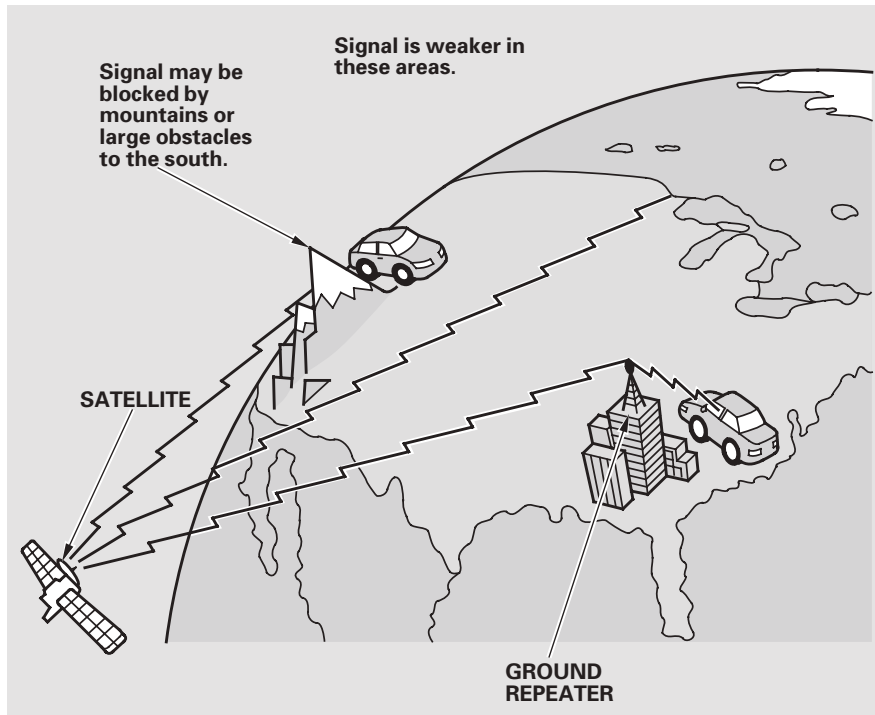 Signal may be
blocked by
mountains or
large obstacles
to the south.
Signal is weaker in
these areas.
SATELLITE
GROUND
REPEATER